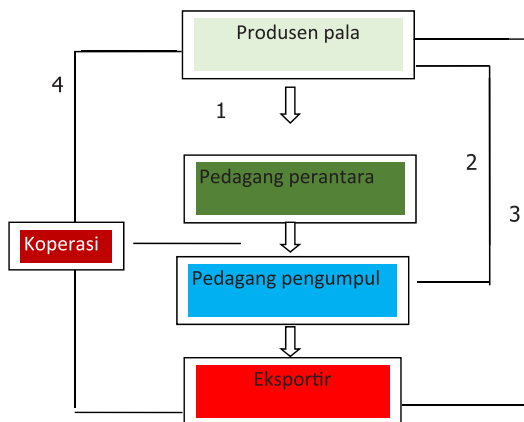 Produsen pala
4
1
Pedagang perantara
2
3
Koperasi
Pedagang pengumpul
Eksportir